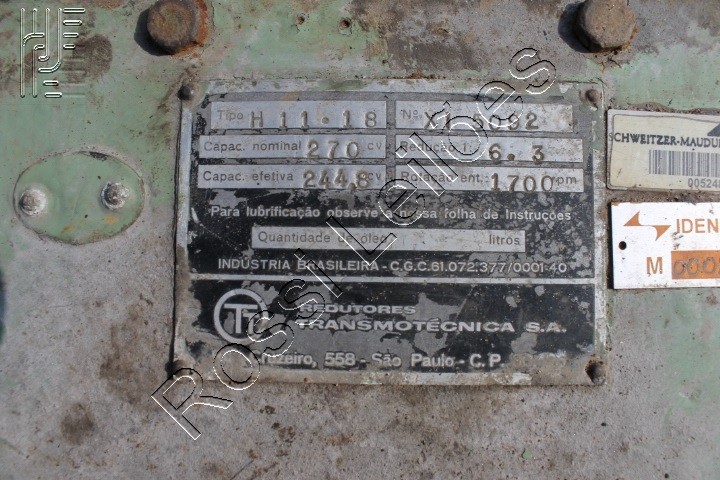 Tipo H 11·18 Nº
Capac. nominal 270 cv Redução 1: 6.3
Capac. efetiva 244,8 cv Rotação ent.: 1700 rpm
Para lubrificação observe a nossa folha de Instruções
Quantidade de óleo litros
INDÚSTRIA BRASILEIRA - C.G.C. 61.072.377/0001-40
REDUTORES
TRANSMOTÉCNICA S.A.
558 - São Paulo - C.P.
SCHWEITZER-MAUDU
IDEN
M
Rossi Leilões